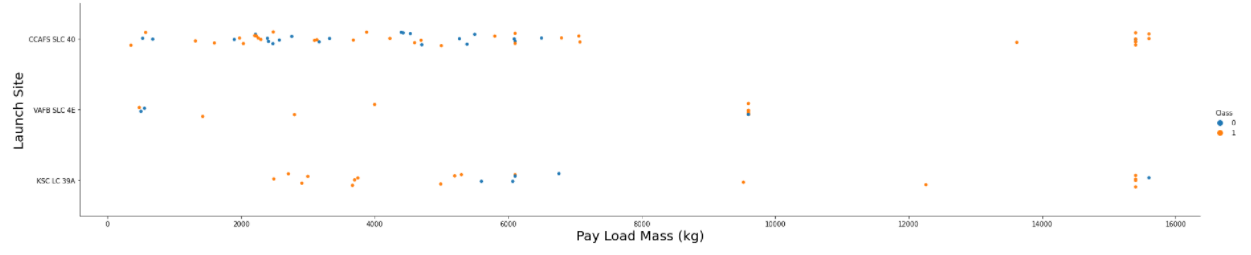 CCAFS SLC 40
VAFB SLC 4E
KSC LC 39A
Launch Site
0 2000 4000 6000 8000 10000 12000 14000 16000
Pay Load Mass (kg)
Class
0
1